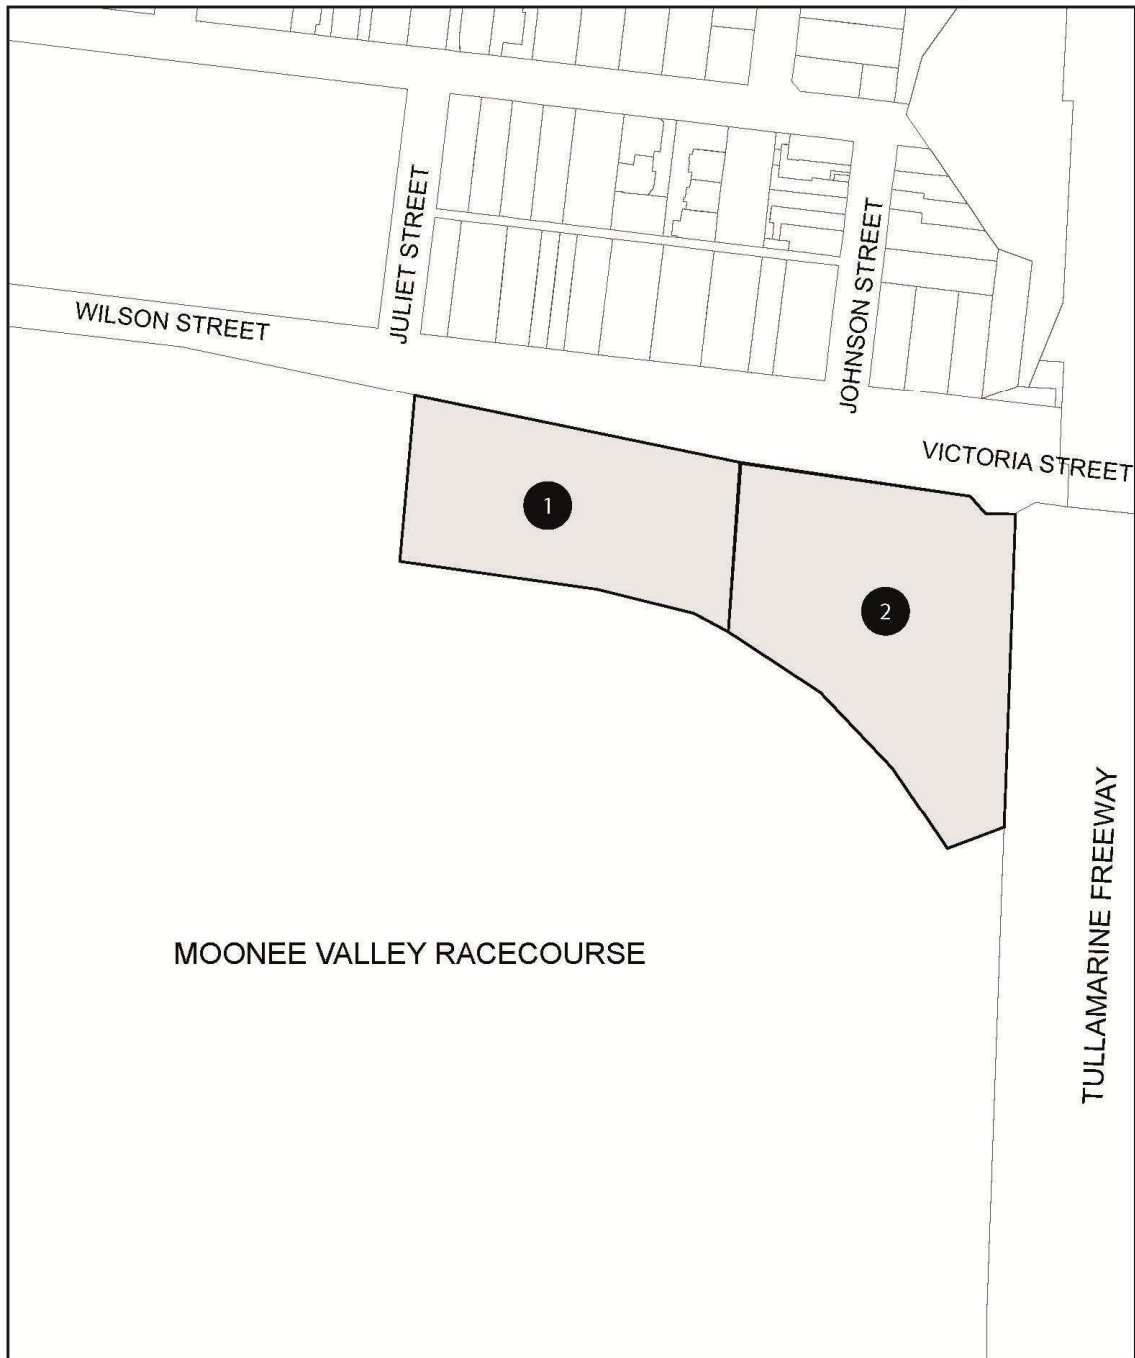 JULIET STREET
WILSON STREET
JOHNSON STREET
VICTORIA STREET
1
2
MOONEE VALLEY RACECOURSE
TULLAMARINE FREEWAY